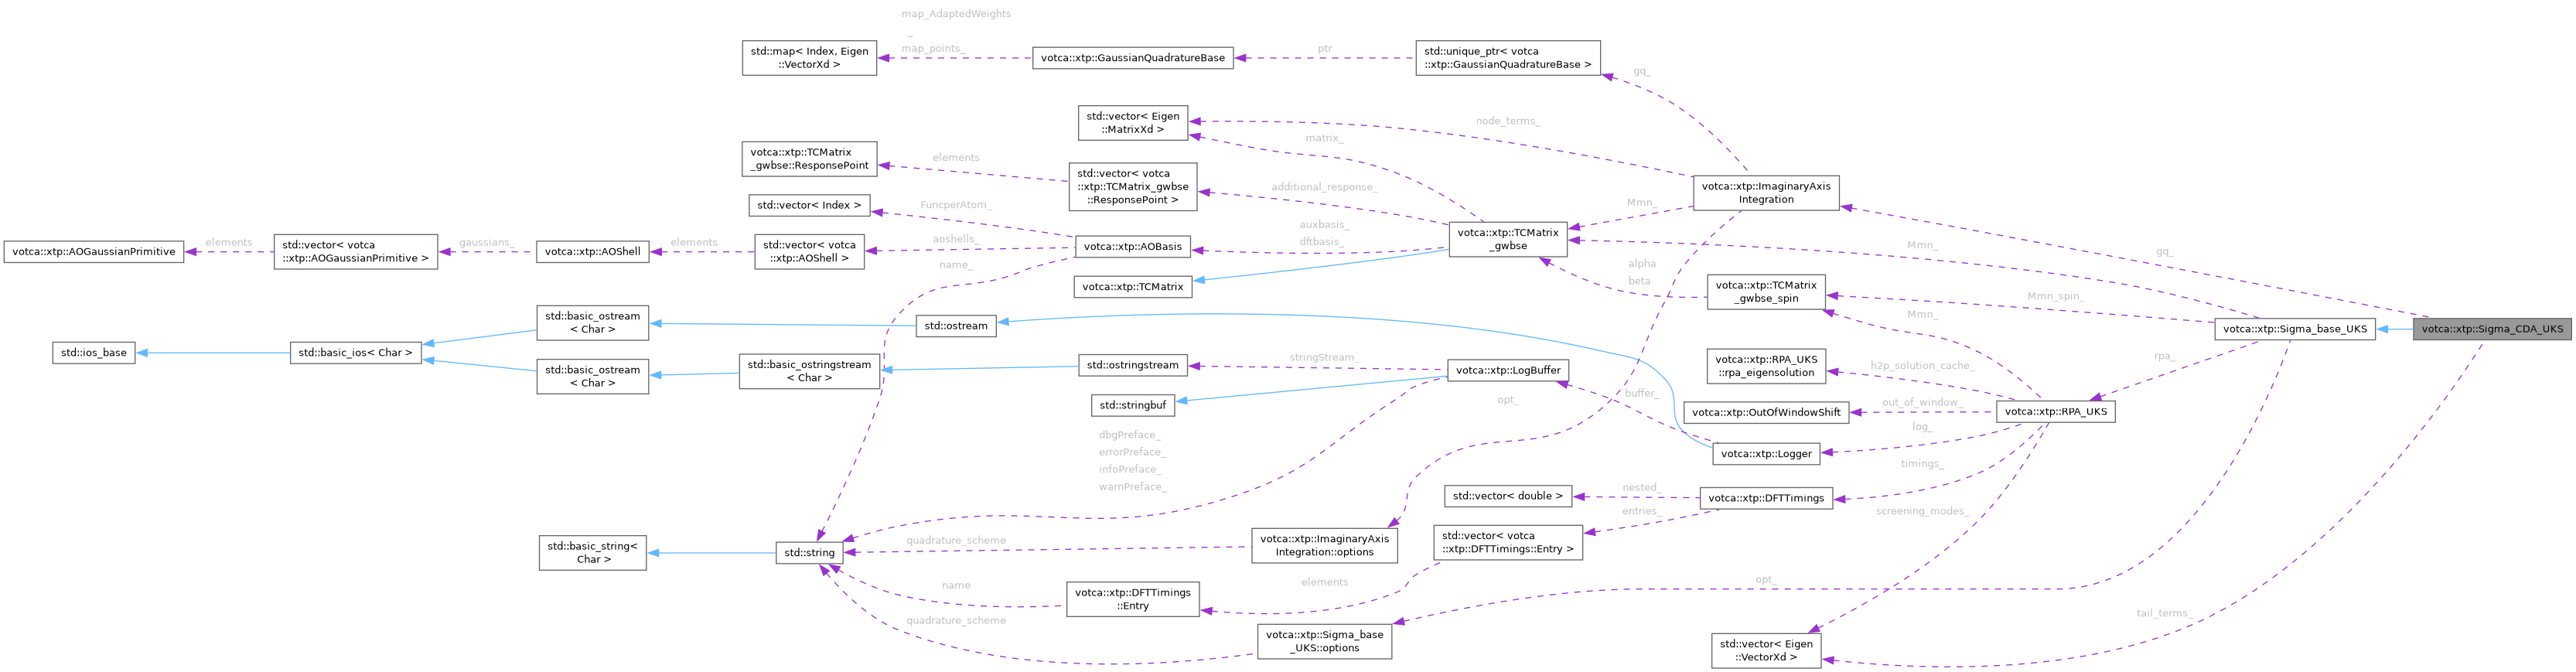 map_AdaptedWeights
_
map_points_
std::map< Index, Eigen
::VectorXd >
votca::xtp::GaussianQuadratureBase
ptr
std::unique_ptr< votca
::xtp::GaussianQuadratureBase >
gq_
std::vector< Eigen
::MatrixXd >
node_terms_
matrix_
votca::xtp::TCMatrix
_gwbse::ResponsePoint
elements
std::vector< votca
::xtp::TCMatrix_gwbse
::ResponsePoint >
additional_response_
votca::xtp::ImaginaryAxis
Integration
Mmn_
std::vector< Index >
FuncperAtom_
auxbasis_
dftbasis_
votca::xtp::TCMatrix
_gwbse
votca::xtp::AOGaussianPrimitive
elements
std::vector< votca
::xtp::AOGaussianPrimitive >
gaussians_
votca::xtp::AOShell
elements
std::vector< votca
::xtp::AOShell >
aoshells_
votca::xtp::AOBasis
name_
Mmn_
gq_
alpha
beta
votca::xtp::TCMatrix
votca::xtp::TCMatrix
_gwbse_spin
Mmn_spin_
Mmn_
std::basic_ostream
< Char >
std::ostream
votca::xtp::Sigma_base_UKS
votca::xtp::Sigma_CDA_UKS
std::ios_base
std::basic_ios< Char >
std::basic_ostream
< Char >
std::basic_ostringstream
< Char >
std::ostringstream
stringStream_
votca::xtp::LogBuffer
votca::xtp::RPA_UKS
::rpa_eigensolution
h2p_solution_cache_
rpa_
std::stringbuf
opt_
buffer_
votca::xtp::OutOfWindowShift
out_of_window_
votca::xtp::RPA_UKS
dbgPreface_
errorPreface_
infoPreface_
warnPreface_
votca::xtp::Logger
log_
timings_
std::vector< double >
nested_
votca::xtp::DFTTimings
entries_
screening_modes_
std::basic_string<
Char >
std::string
quadrature_scheme
votca::xtp::ImaginaryAxis
Integration::options
std::vector< votca
::xtp::DFTTimings::Entry >
name
votca::xtp::DFTTimings
::Entry
elements
opt_
quadrature_scheme
votca::xtp::Sigma_base
_UKS::options
tail_terms_
std::vector< Eigen
::VectorXd >